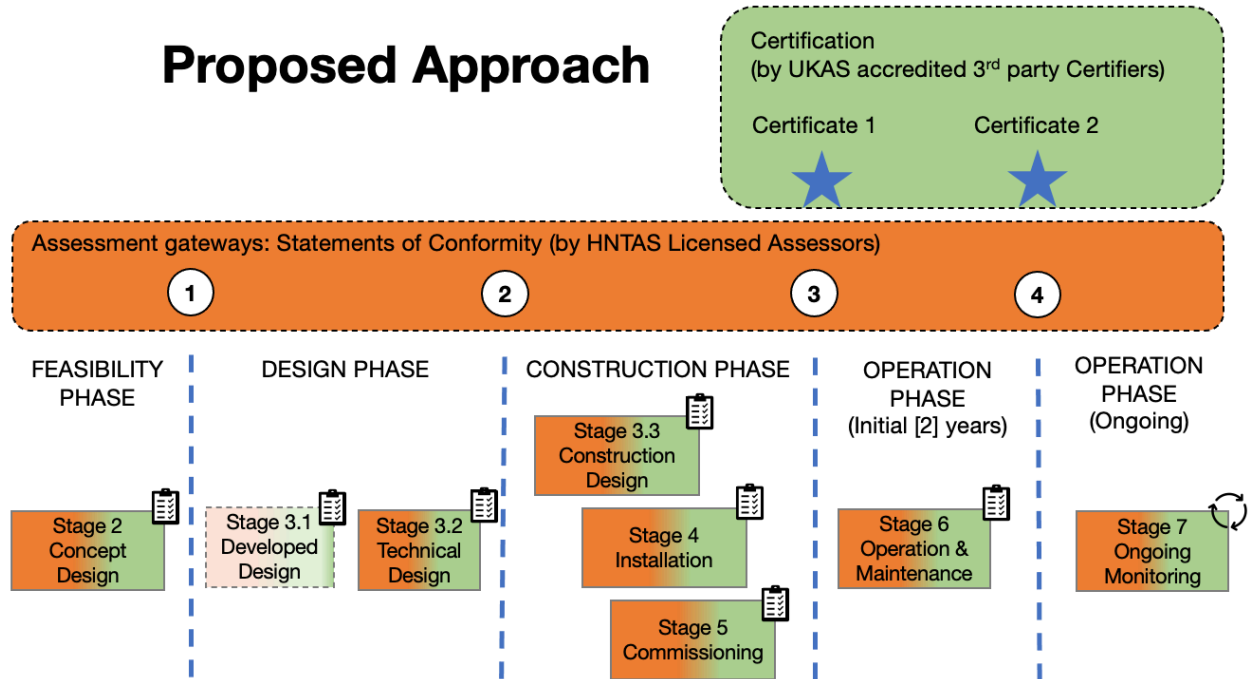 Proposed Approach
Certification
(by UKAS accredited 3rd party Certifiers)
Certificate 1
Certificate 2
Assessment gateways: Statements of Conformity (by HNTAS Licensed Assessors)
1
2
3
4
FEASIBILITY
PHASE
DESIGN PHASE
CONSTRUCTION PHASE
OPERATION
PHASE
(Initial [2] years)
OPERATION
PHASE
(Ongoing)
Stage 2
Concept
Design
Stage 3.1
Developed
Design
Stage 3.2
Technical
Design
Stage 3.3
Construction
Design
Stage 4
Installation
Stage 5
Commissioning
Stage 6
Operation &
Maintenance
Stage 7
Ongoing
Monitoring